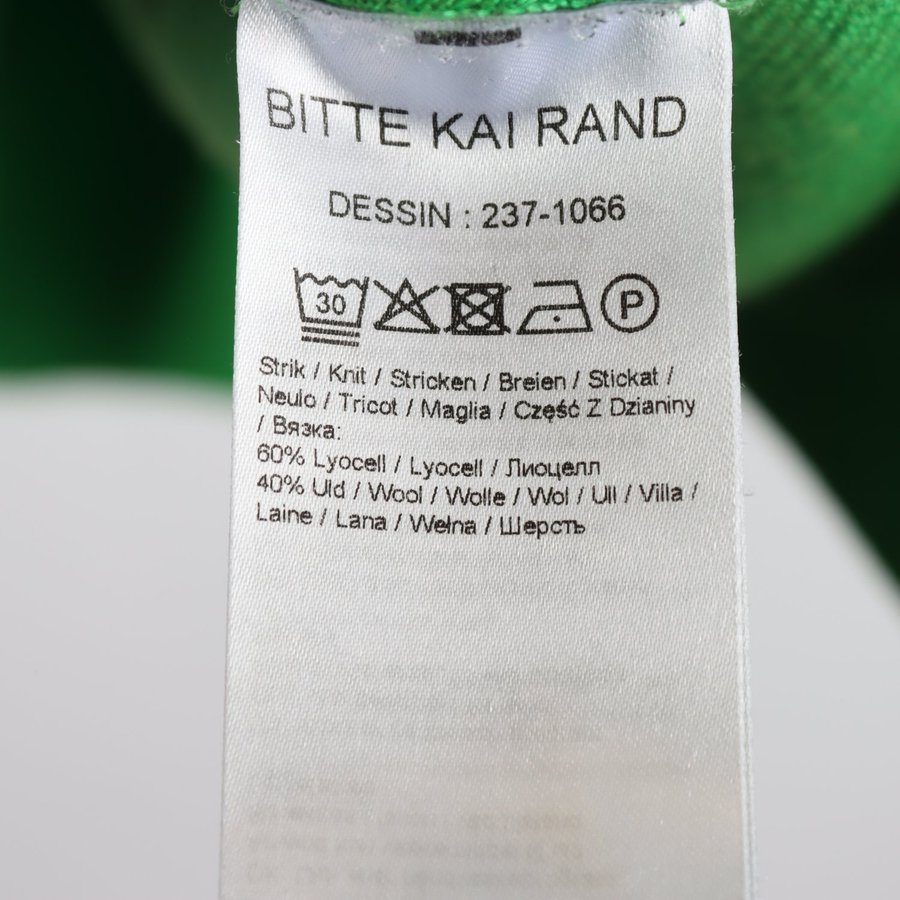 BITTE KAI RAND
DESSIN : 237-1066
30 P
Strik / Knit / Stricken / Breien / Stickat /
Neulo / Tricot / Maglia / Część Z Dzianiny
/ Вязка:
60% Lyocell / Lyocell / Лиоцелл
40% Uld / Wool / Wolle / Wol / Ull / Villa /
Laine / Lana / Wełna / Шерсть